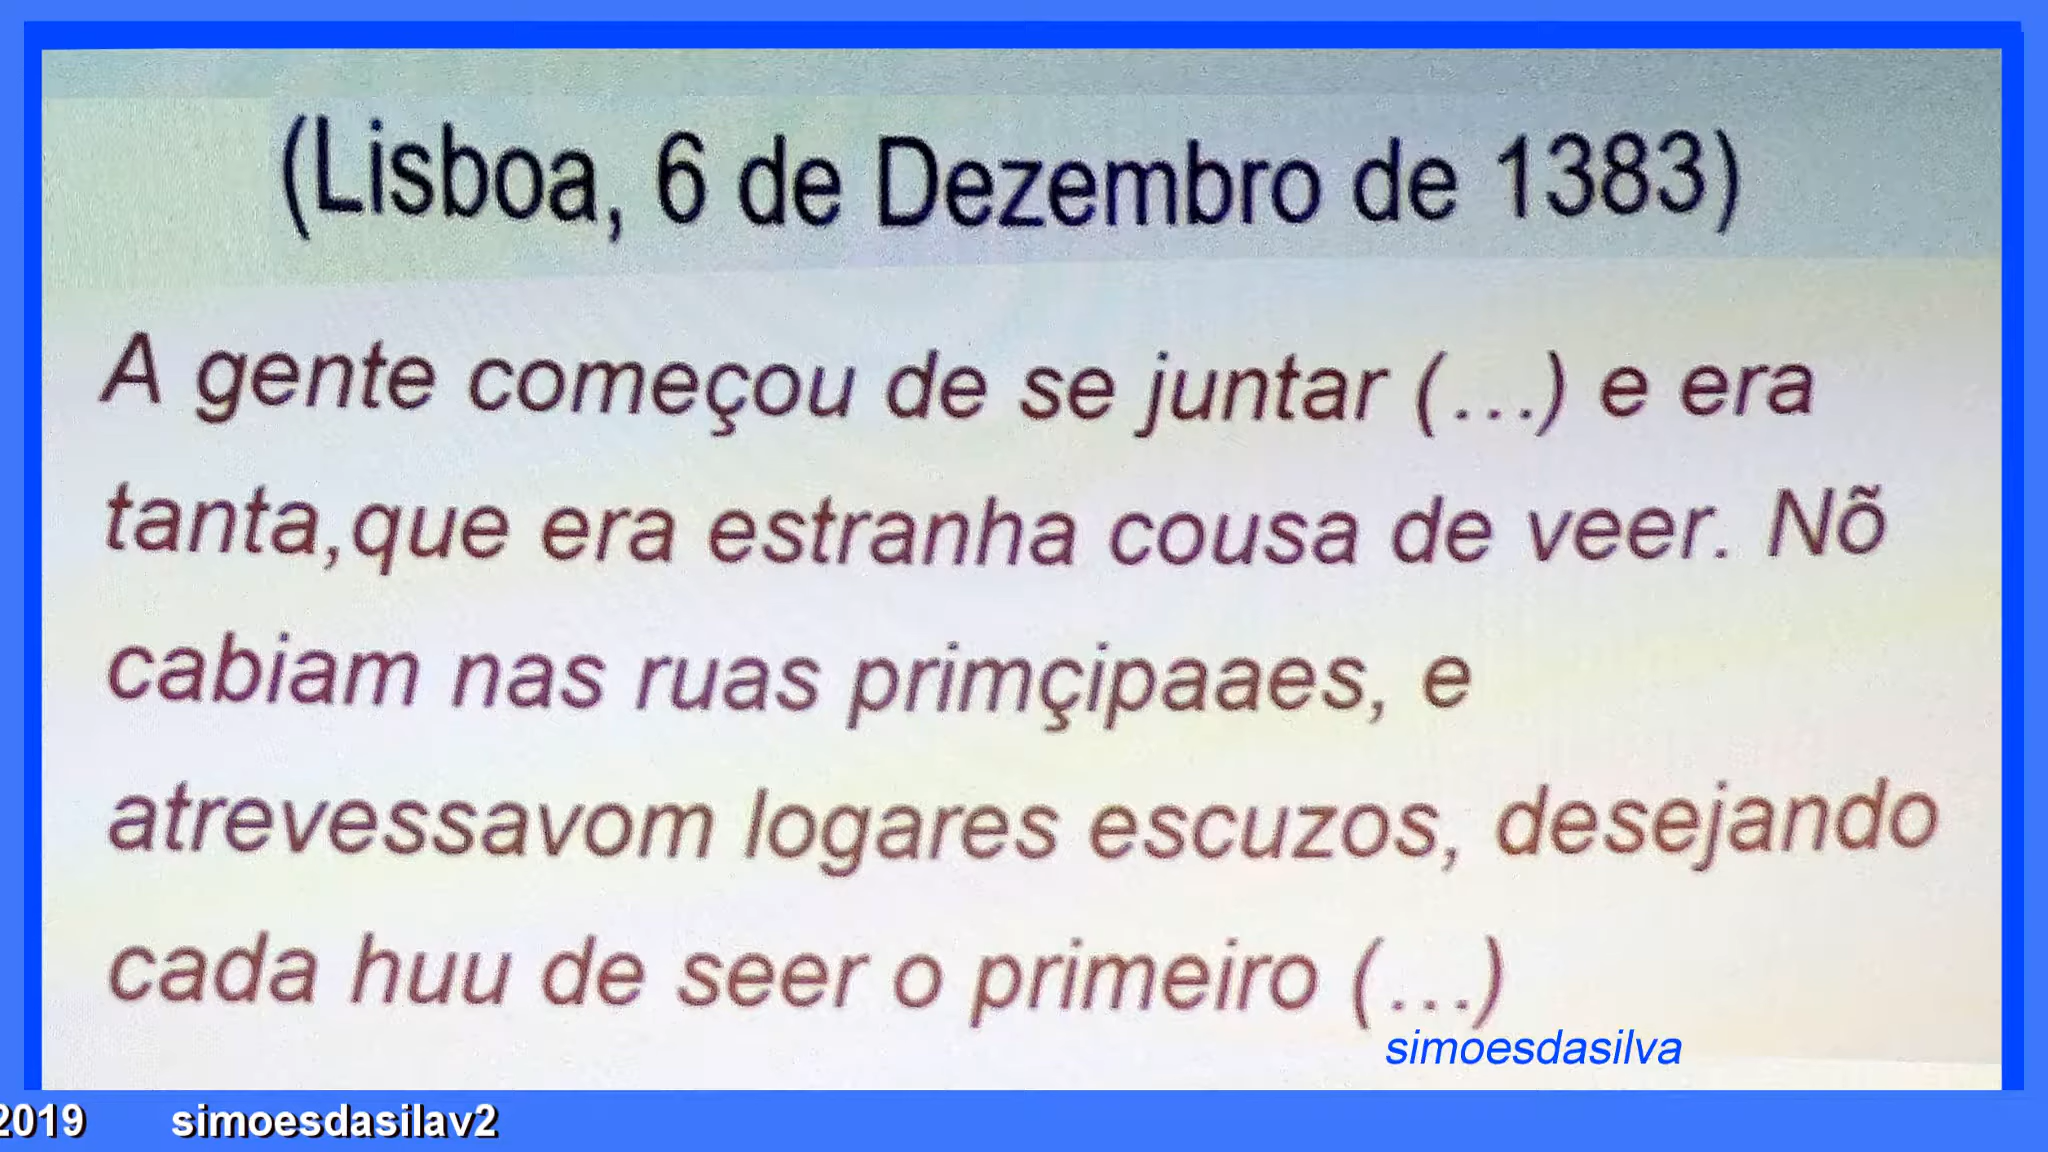 (Lisboa, 6 de Dezembro de 1383)
A gente começou de se juntar (...) e era
tanta,que era estranha cousa de veer. Nõ
cabiam nas ruas primçipaaes, e
atrevessavom logares escuzos, desejando
cada huu de seer o primeiro (...)
simoesdasilva
2019 simoesdasilav2